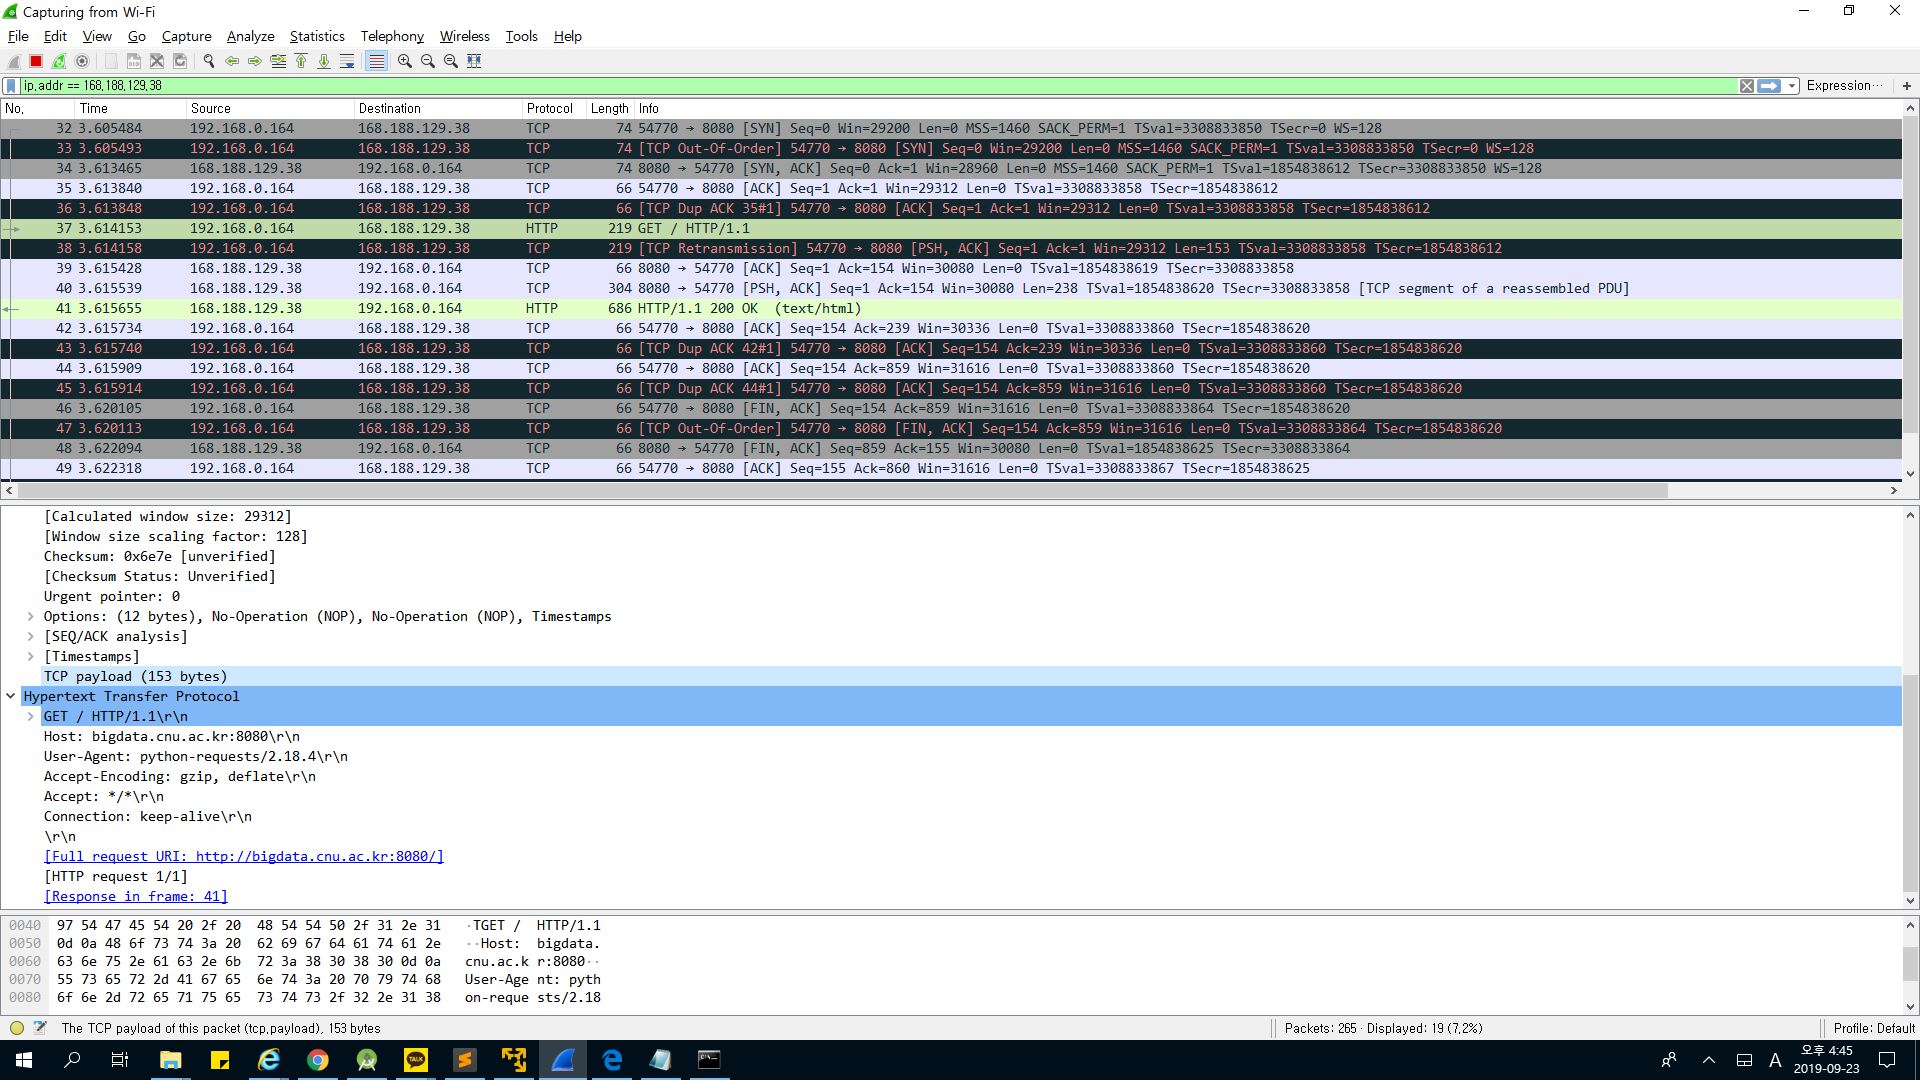 Capturing from Wi-Fi
File Edit View Go Capture Analyze Statistics Telephony Wireless Tools Help
ip.addr == 168.188.129.38 Expression… +
No. Time Source Destination Protocol Length Info
32 3.605484 192.168.0.164 168.188.129.38 TCP 74 54770 → 8080 [SYN] Seq=0 Win=29200 Len=0 MSS=1460 SACK_PERM=1 TSval=3308833850 TSecr=0 WS=128
33 3.605493 192.168.0.164 168.188.129.38 TCP 74 [TCP Out-Of-Order] 54770 → 8080 [SYN] Seq=0 Win=29200 Len=0 MSS=1460 SACK_PERM=1 TSval=3308833850 TSecr=0 WS=128
34 3.613465 168.188.129.38 192.168.0.164 TCP 74 8080 → 54770 [SYN, ACK] Seq=0 Ack=1 Win=28960 Len=0 MSS=1460 SACK_PERM=1 TSval=1854838612 TSecr=3308833850 WS=128
35 3.613840 192.168.0.164 168.188.129.38 TCP 66 54770 → 8080 [ACK] Seq=1 Ack=1 Win=29312 Len=0 TSval=3308833858 TSecr=1854838612
36 3.613848 192.168.0.164 168.188.129.38 TCP 66 [TCP Dup ACK 35#1] 54770 → 8080 [ACK] Seq=1 Ack=1 Win=29312 Len=0 TSval=3308833858 TSecr=1854838612
37 3.614153 192.168.0.164 168.188.129.38 HTTP 219 GET / HTTP/1.1
38 3.614158 192.168.0.164 168.188.129.38 TCP 219 [TCP Retransmission] 54770 → 8080 [PSH, ACK] Seq=1 Ack=1 Win=29312 Len=153 TSval=3308833858 TSecr=1854838612
39 3.615428 168.188.129.38 192.168.0.164 TCP 66 8080 → 54770 [ACK] Seq=1 Ack=154 Win=30080 Len=0 TSval=1854838619 TSecr=3308833858
40 3.615539 168.188.129.38 192.168.0.164 TCP 304 8080 → 54770 [PSH, ACK] Seq=1 Ack=154 Win=30080 Len=238 TSval=1854838620 TSecr=3308833858 [TCP segment of a reassembled PDU]
41 3.615655 168.188.129.38 192.168.0.164 HTTP 686 HTTP/1.1 200 OK (text/html)
42 3.615734 192.168.0.164 168.188.129.38 TCP 66 54770 → 8080 [ACK] Seq=154 Ack=239 Win=30336 Len=0 TSval=3308833860 TSecr=1854838620
43 3.615740 192.168.0.164 168.188.129.38 TCP 66 [TCP Dup ACK 42#1] 54770 → 8080 [ACK] Seq=154 Ack=239 Win=30336 Len=0 TSval=3308833860 TSecr=1854838620
44 3.615909 192.168.0.164 168.188.129.38 TCP 66 54770 → 8080 [ACK] Seq=154 Ack=859 Win=31616 Len=0 TSval=3308833860 TSecr=1854838620
45 3.615914 192.168.0.164 168.188.129.38 TCP 66 [TCP Dup ACK 44#1] 54770 → 8080 [ACK] Seq=154 Ack=859 Win=31616 Len=0 TSval=3308833860 TSecr=1854838620
46 3.620105 192.168.0.164 168.188.129.38 TCP 66 54770 → 8080 [FIN, ACK] Seq=154 Ack=859 Win=31616 Len=0 TSval=3308833864 TSecr=1854838620
47 3.620113 192.168.0.164 168.188.129.38 TCP 66 [TCP Out-Of-Order] 54770 → 8080 [FIN, ACK] Seq=154 Ack=859 Win=31616 Len=0 TSval=3308833864 TSecr=1854838620
48 3.622094 168.188.129.38 192.168.0.164 TCP 66 8080 → 54770 [FIN, ACK] Seq=859 Ack=155 Win=30080 Len=0 TSval=1854838625 TSecr=3308833864
49 3.622318 192.168.0.164 168.188.129.38 TCP 66 54770 → 8080 [ACK] Seq=155 Ack=860 Win=31616 Len=0 TSval=3308833867 TSecr=1854838625
[Calculated window size: 29312]
[Window size scaling factor: 128]
Checksum: 0x6e7e [unverified]
[Checksum Status: Unverified]
Urgent pointer: 0
Options: (12 bytes), No-Operation (NOP), No-Operation (NOP), Timestamps
[SEQ/ACK analysis]
[Timestamps]
TCP payload (153 bytes)
Hypertext Transfer Protocol
GET / HTTP/1.1\r\n
Host: bigdata.cnu.ac.kr:8080\r\n
User-Agent: python-requests/2.18.4\r\n
Accept-Encoding: gzip, deflate\r\n
Accept: */*\r\n
Connection: keep-alive\r\n
\r\n
[Full request URI: http://bigdata.cnu.ac.kr:8080/]
[HTTP request 1/1]
[Response in frame: 41]
0040 97 54 47 45 54 20 2f 20 48 54 54 50 2f 31 2e 31 ·TGET / HTTP/1.1
0050 0d 0a 48 6f 73 74 3a 20 62 69 67 64 61 74 61 2e ··Host: bigdata.
0060 63 6e 75 2e 61 63 2e 6b 72 3a 38 30 38 30 0d 0a cnu.ac.k r:8080··
0070 55 73 65 72 2d 41 67 65 6e 74 3a 20 70 79 74 68 User-Age nt: pyth
0080 6f 6e 2d 72 65 71 75 65 73 74 73 2f 32 2e 31 38 on-reque sts/2.18
The TCP payload of this packet (tcp.payload), 153 bytes Packets: 265 · Displayed: 19 (7.2%) Profile: Default
TALK A 오후 4:45
2019-09-23